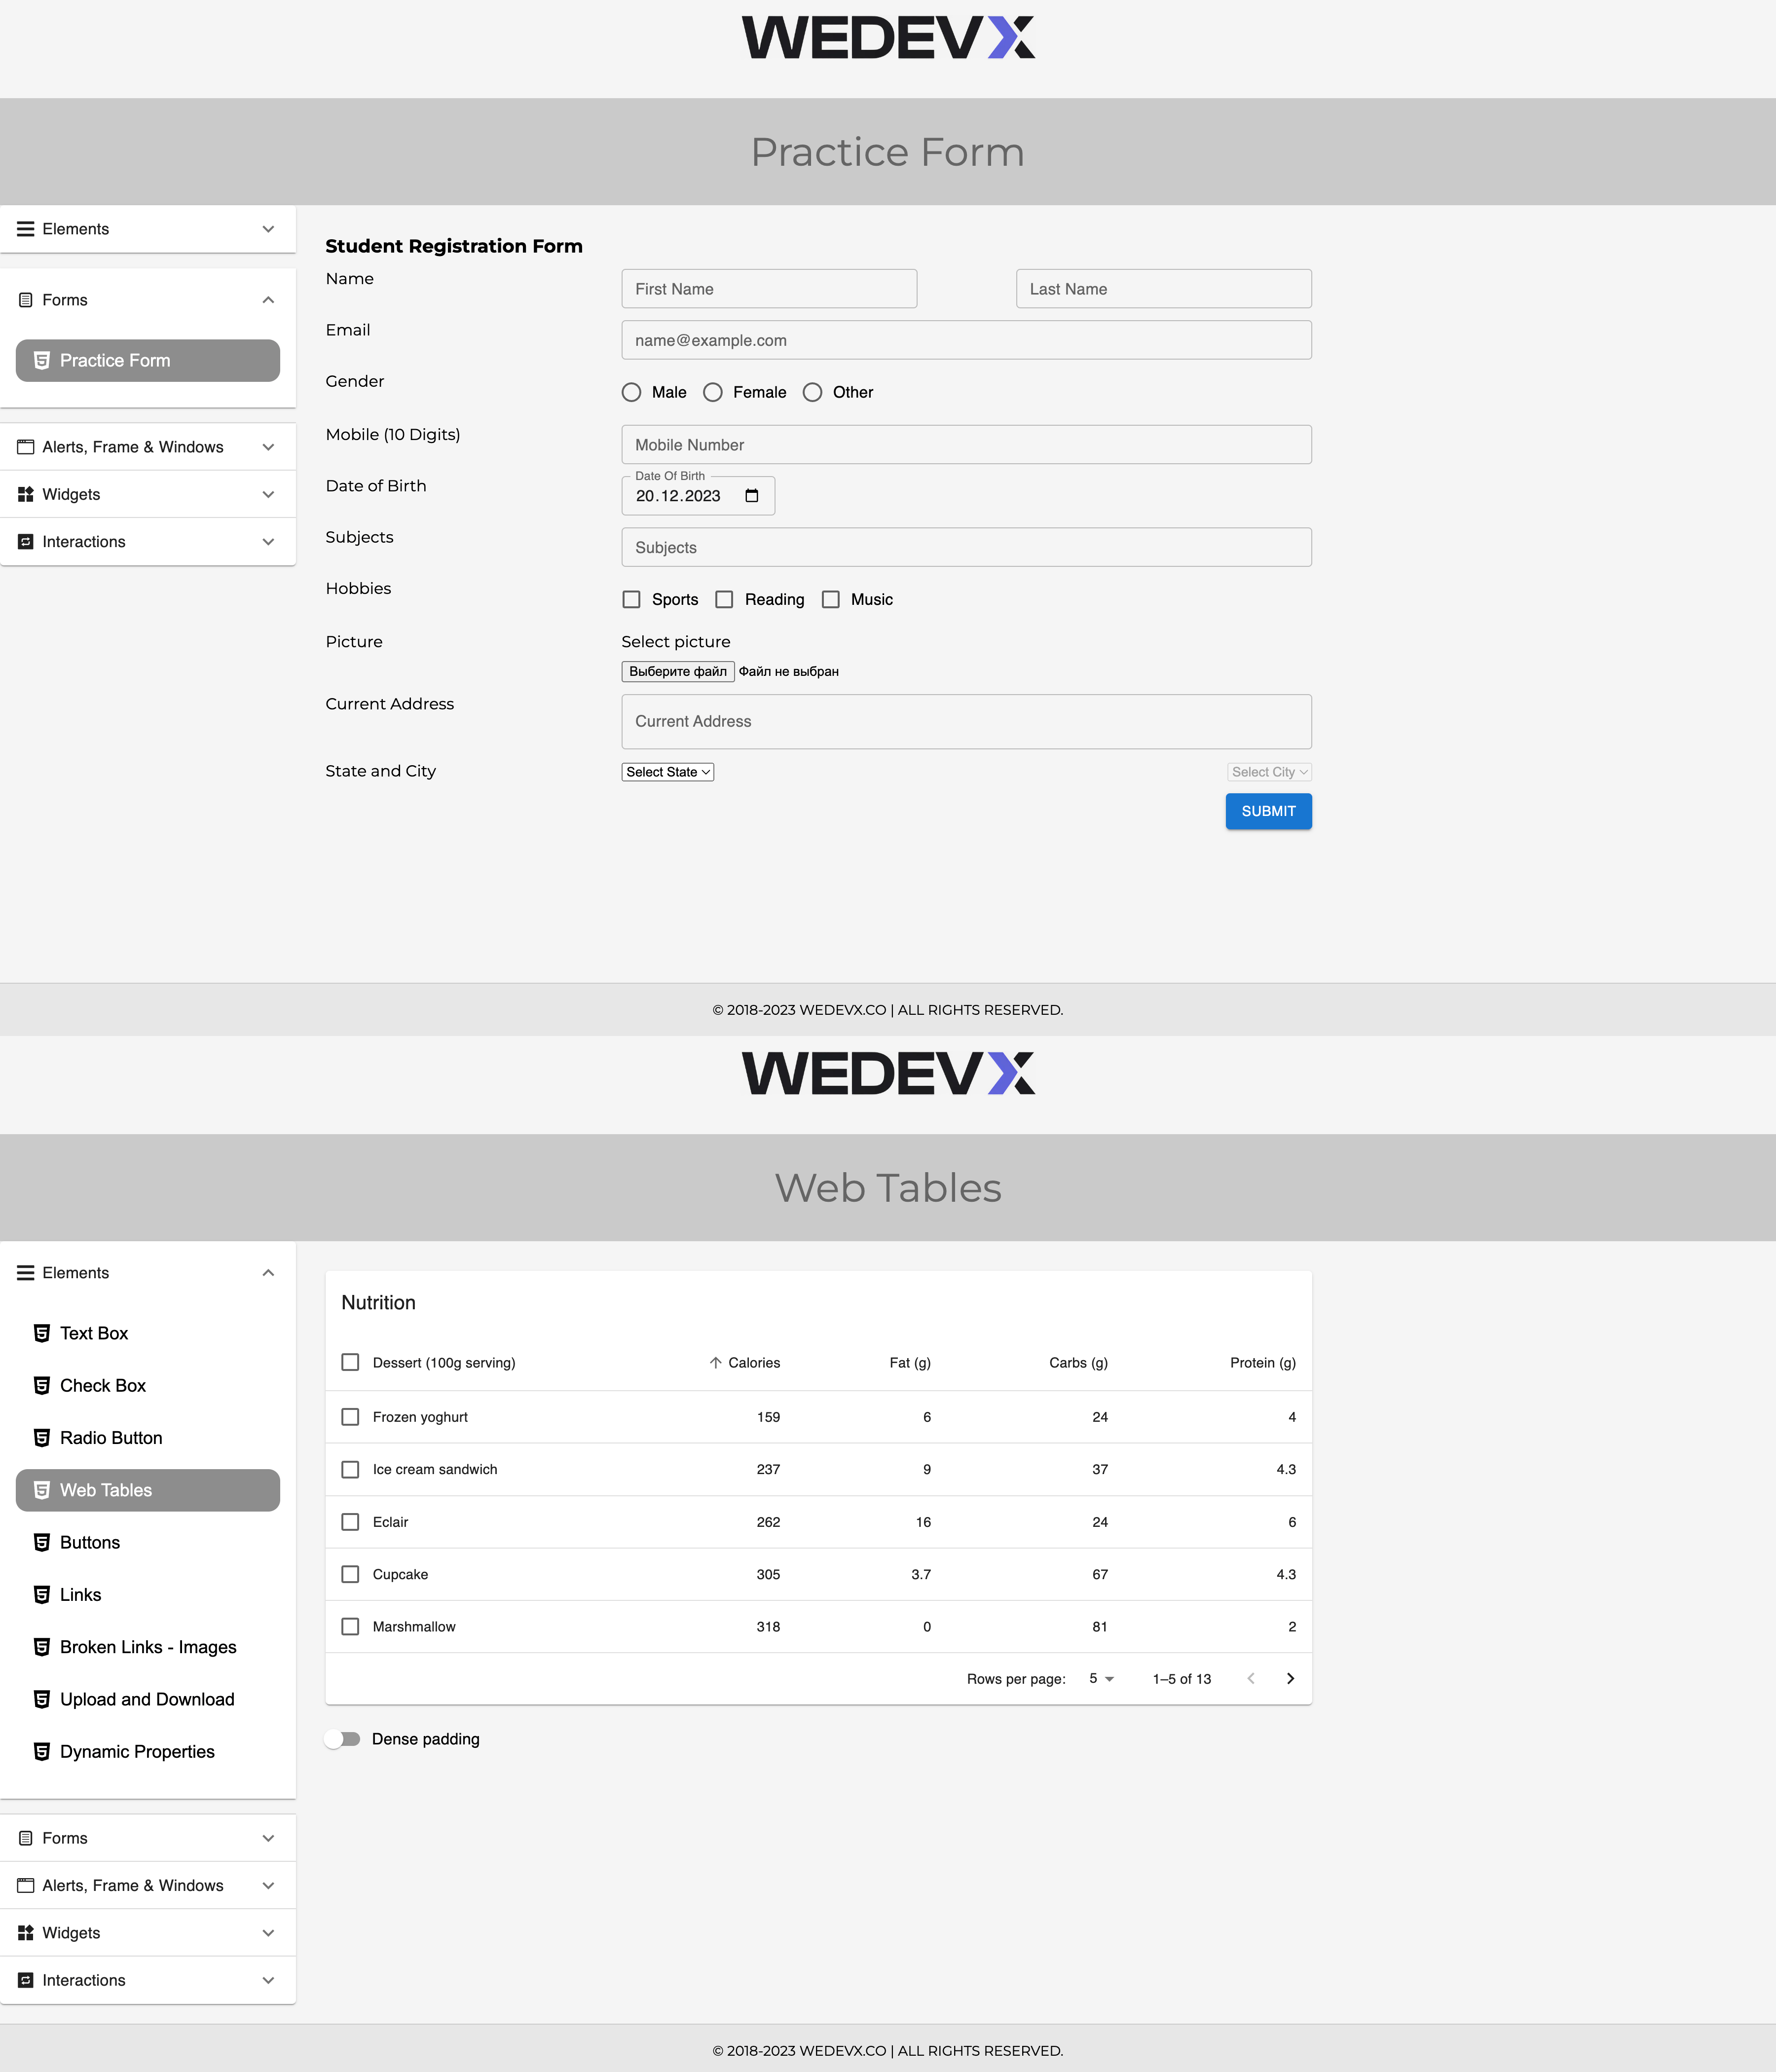 WEDEVX
Practice Form
Elements
Forms
Practice Form
Alerts, Frame & Windows
Widgets
Interactions
Student Registration Form
Name
First Name
Last Name
Email
name@example.com
Gender
Male Female Other
Mobile (10 Digits)
Mobile Number
Date of Birth
Date Of Birth
20.12.2023
Subjects
Subjects
Hobbies
Sports Reading Music
Picture
Select picture
Выберите файл Файл не выбран
Current Address
Current Address
State and City
Select State
Select City
SUBMIT
© 2018-2023 WEDEVX.CO | ALL RIGHTS RESERVED.
WEDEVX
Web Tables
Elements
Text Box
Check Box
Radio Button
Web Tables
Buttons
Links
Broken Links - Images
Upload and Download
Dynamic Properties
Forms
Alerts, Frame & Windows
Widgets
Interactions
Nutrition
Dessert (100g serving) Calories Fat (g) Carbs (g) Protein (g)
Frozen yoghurt 159 6 24 4
Ice cream sandwich 237 9 37 4.3
Eclair 262 16 24 6
Cupcake 305 3.7 67 4.3
Marshmallow 318 0 81 2
Rows per page: 5 1–5 of 13
Dense padding
© 2018-2023 WEDEVX.CO | ALL RIGHTS RESERVED.